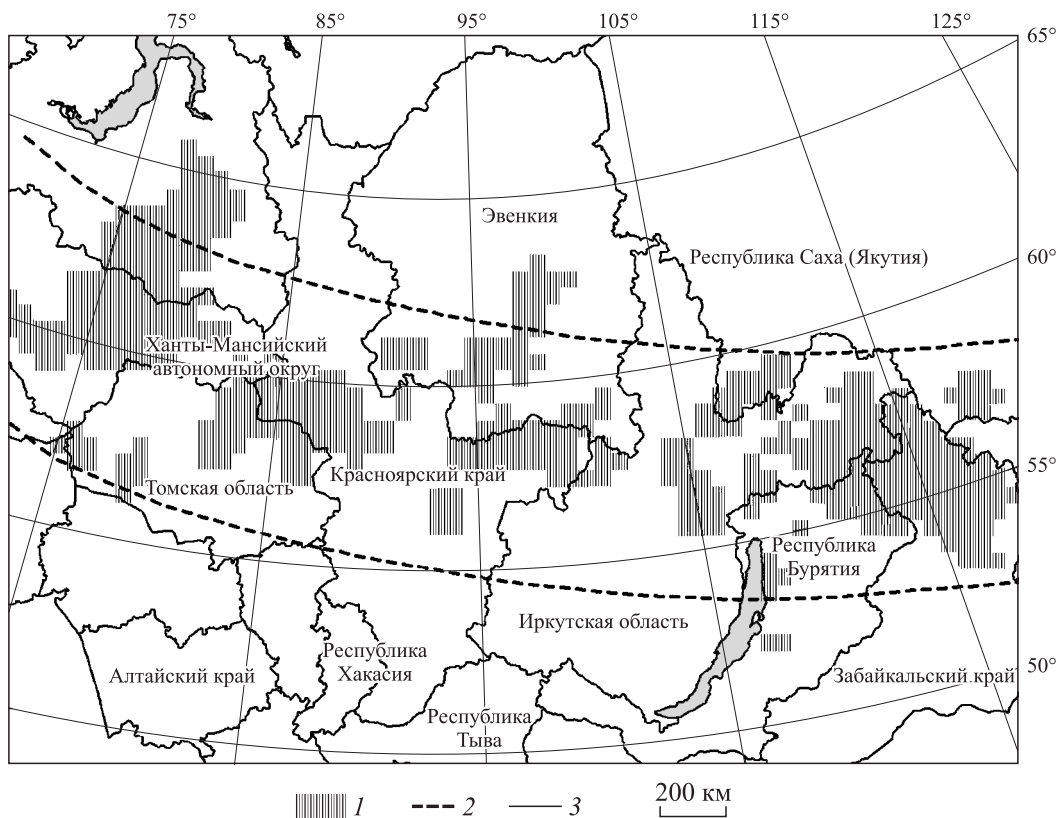 75° 85° 95° 105° 115° 125°
65°
Эвенкия
Республика Саха (Якутия)
60°
Ханты-Мансийский
автономный округ
55°
Томская область
Красноярский край
Республика
Бурятия
Иркутская область
50°
Алтайский край
Республика
Хакасия
Забайкальский край
Республика
Тыва
1 2 3 200 км